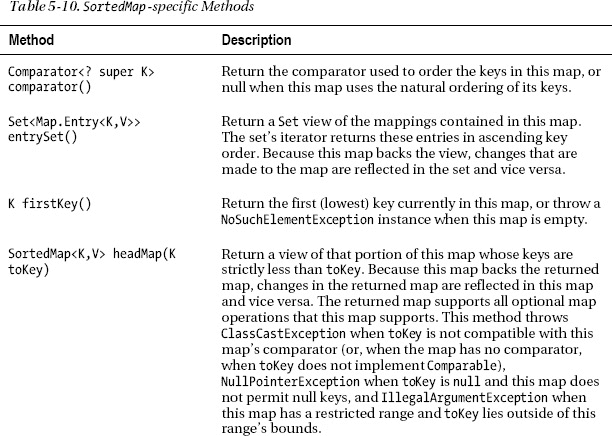 Table 5-10. SortedMap-specific Methods
Method
Description
Comparator<? super K>
comparator()
Return the comparator used to order the keys in this map, or
null when this map uses the natural ordering of its keys.
Set<Map.Entry<K,V>>
entrySet()
Return a Set view of the mappings contained in this map.
The set's iterator returns these entries in ascending key
order. Because this map backs the view, changes that are
made to the map are reflected in the set and vice versa.
K firstKey()
Return the first (lowest) key currently in this map, or throw a
NoSuchElementException instance when this map is empty.
SortedMap<K,V> headMap(K
toKey)
Return a view of that portion of this map whose keys are
strictly less than toKey. Because this map backs the returned
map, changes in the returned map are reflected in this map
and vice versa. The returned map supports all optional map
operations that this map supports. This method throws
ClassCastException when toKey is not compatible with this
map's comparator (or, when the map has no comparator,
when toKey does not implement Comparable),
NullPointerException when toKey is null and this map does
not permit null keys, and IllegalArgumentException when
this map has a restricted range and toKey lies outside of this
range's bounds.